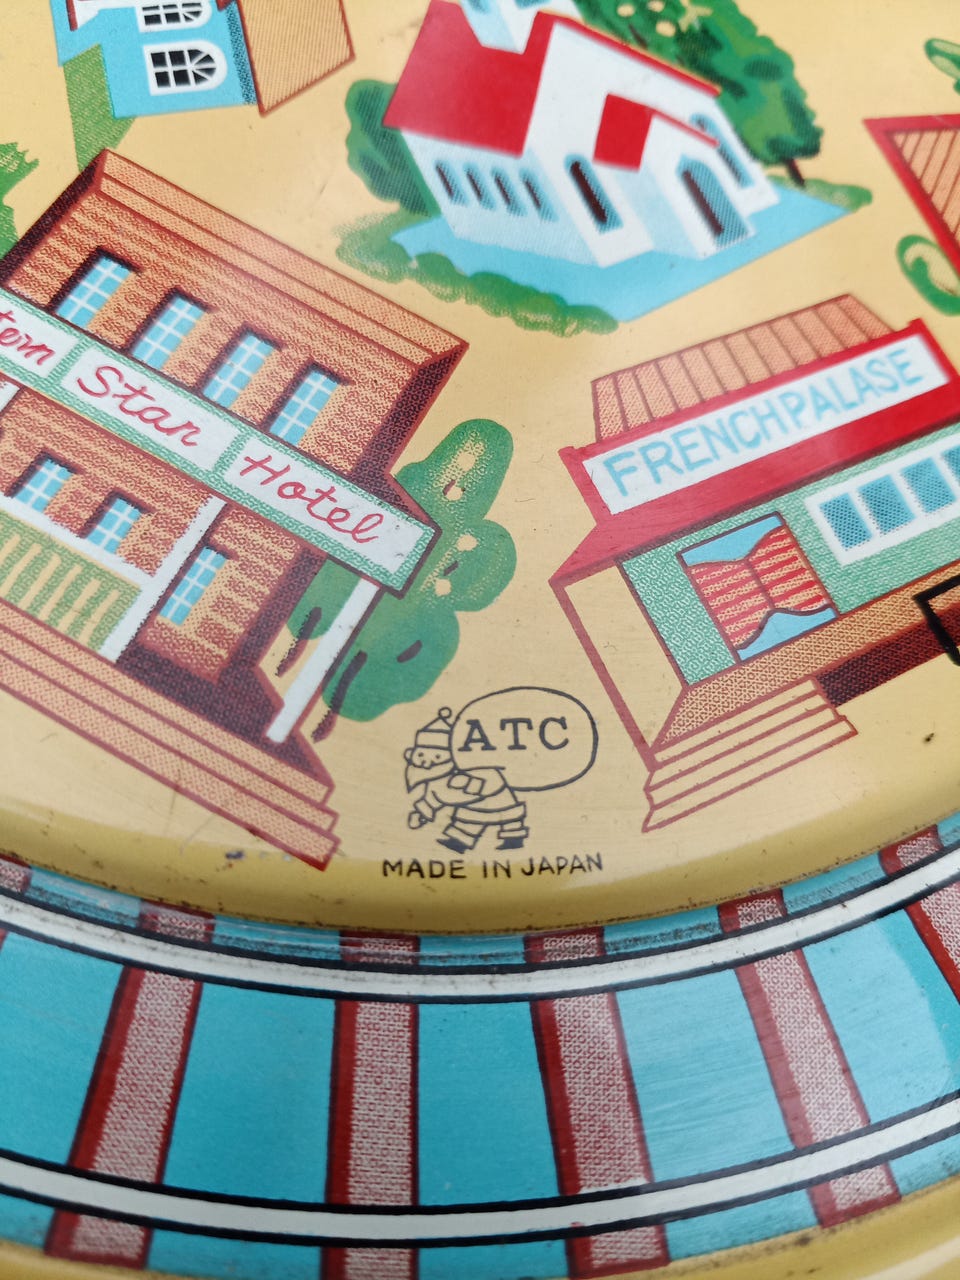 tern Star Hotel
FRENCHPALASE
ATC
MADE IN JAPAN